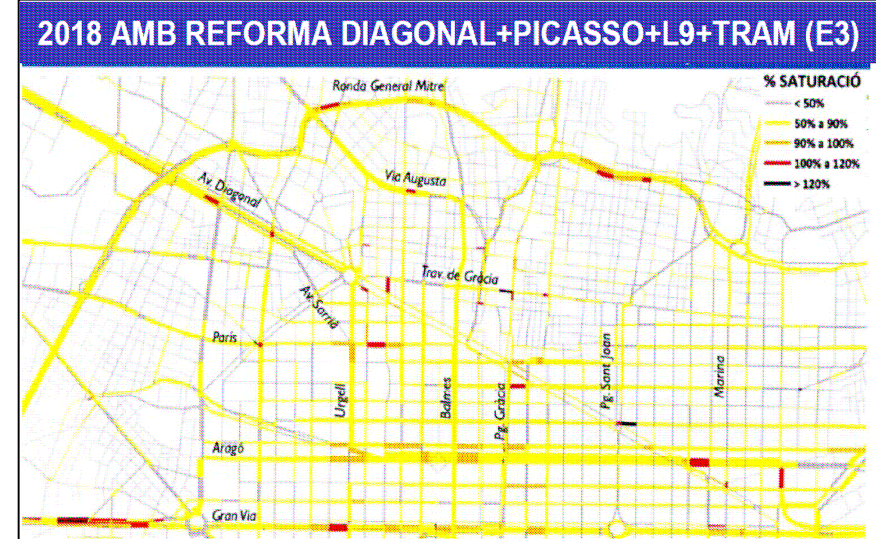 2018 AMB REFORMA DIAGONAL+PICASSO+L9+TRAM (E3)
% SATURACIÓ
< 50%
50% a 90%
90% a 100%
100% a 120%
> 120%
Ronda General Mitre
Via Augusta
Av. Diagonal
Trav. de Gràcia
Av. Sarrià
París
Urgell
Balmes
Pg. Gràcia
Pg. Sant Joan
Marina
Aragó
Gran Via